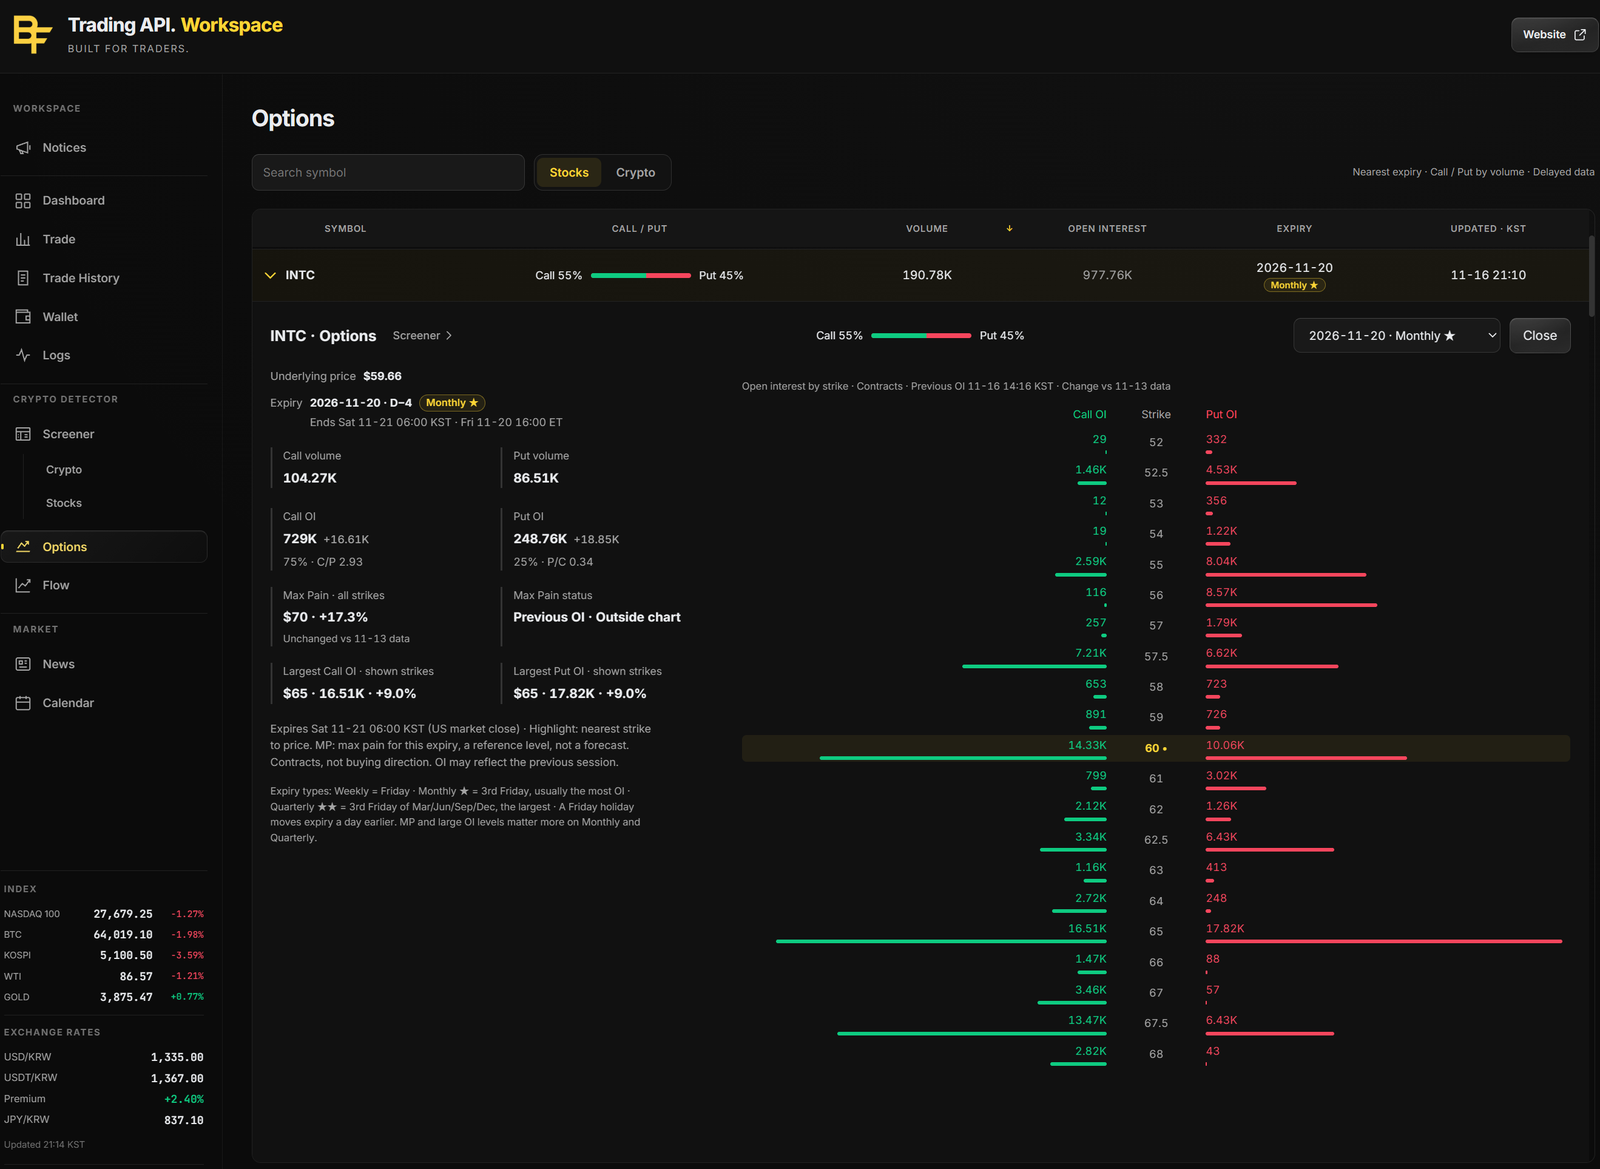 Trading API. Workspace
BUILT FOR TRADERS.
Website
WORKSPACE
Notices
Dashboard
Trade
Trade History
Wallet
Logs
CRYPTO DETECTOR
Screener
Crypto
Stocks
Options
Flow
MARKET
News
Calendar
INDEX
NASDAQ 100 27,679.25 -1.27%
BTC 64,019.10 -1.98%
KOSPI 5,100.50 -3.59%
WTI 86.57 -1.21%
GOLD 3,875.47 +0.77%
EXCHANGE RATES
USD/KRW 1,335.00
USDT/KRW 1,367.00
Premium +2.40%
JPY/KRW 837.10
Updated 21:14 KST
Options
Search symbol
Stocks Crypto
Nearest expiry · Call / Put by volume · Delayed data
SYMBOL CALL / PUT VOLUME ↓ OPEN INTEREST EXPIRY UPDATED · KST
INTC Call 55% Put 45% 190.78K 977.76K 2026-11-20 11-16 21:10
Monthly ★
INTC · Options Screener Call 55% Put 45% 2026-11-20 · Monthly ★ Close
Underlying price $59.66
Expiry 2026-11-20 · D−4 Monthly ★
Ends Sat 11-21 06:00 KST · Fri 11-20 16:00 ET
Call volume
104.27K
Put volume
86.51K
Call OI
729K +16.61K
75% · C/P 2.93
Put OI
248.76K +18.85K
25% · P/C 0.34
Max Pain · all strikes
$70 · +17.3%
Unchanged vs 11-13 data
Max Pain status
Previous OI · Outside chart
Largest Call OI · shown strikes
$65 · 16.51K · +9.0%
Largest Put OI · shown strikes
$65 · 17.82K · +9.0%
Expires Sat 11-21 06:00 KST (US market close) · Highlight: nearest strike
to price. MP: max pain for this expiry, a reference level, not a forecast.
Contracts, not buying direction. OI may reflect the previous session.
Expiry types: Weekly = Friday · Monthly ★ = 3rd Friday, usually the most OI ·
Quarterly ★★ = 3rd Friday of Mar/Jun/Sep/Dec, the largest · A Friday holiday
moves expiry a day earlier. MP and large OI levels matter more on Monthly and
Quarterly.
Open interest by strike · Contracts · Previous OI 11-16 14:16 KST · Change vs 11-13 data
Call OI Strike Put OI
29 52 332
1.46K 52.5 4.53K
12 53 356
19 54 1.22K
2.59K 55 8.04K
116 56 8.57K
257 57 1.79K
7.21K 57.5 6.62K
653 58 723
891 59 726
14.33K 60 • 10.06K
799 61 3.02K
2.12K 62 1.26K
3.34K 62.5 6.43K
1.16K 63 413
2.72K 64 248
16.51K 65 17.82K
1.47K 66 88
3.46K 67 57
13.47K 67.5 6.43K
2.82K 68 43